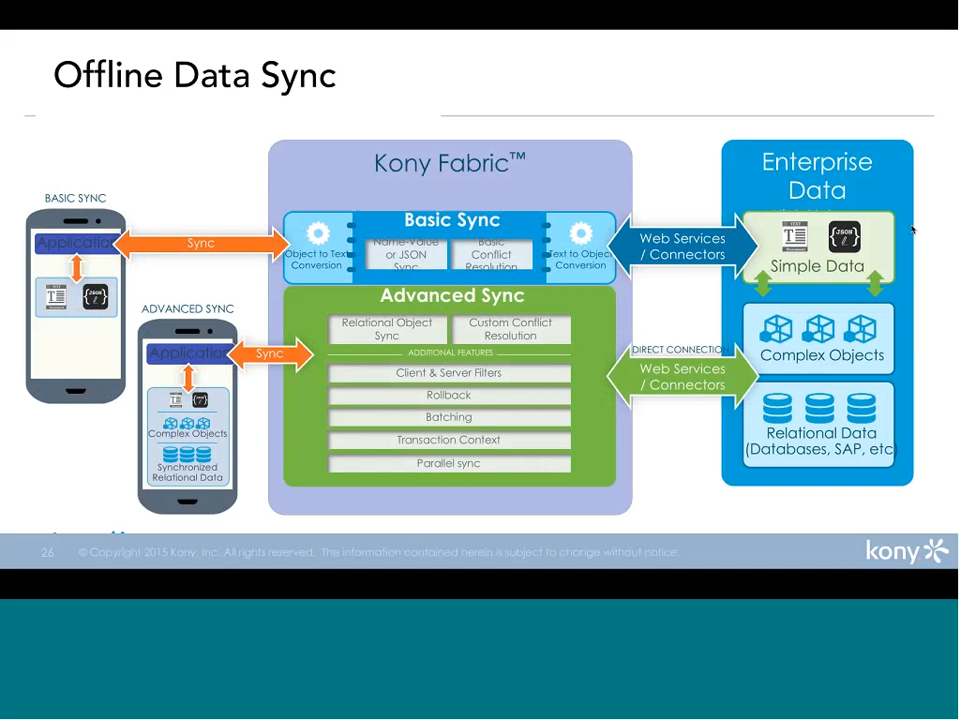 Offline Data Sync
Kony Fabric™
Enterprise
Data
BASIC SYNC
Application
Sync
Basic Sync
Object to Text
Conversion
Name-Value
or JSON
Sync
Basic
Conflict
Resolution
Text to Object
Conversion
Web Services
/ Connectors
TEXT
JSON
Simple Data
ADVANCED SYNC
Application
Sync
Complex Objects
Synchronized
Relational Data
Advanced Sync
Relational Object
Sync
Custom Conflict
Resolution
ADDITIONAL FEATURES
Client & Server Filters
Rollback
Batching
Transaction Context
Parallel sync
DIRECT CONNECTION
Web Services
/ Connectors
Complex Objects
Relational Data
(Databases, SAP, etc)
26 © Copyright 2015 Kony, Inc. All rights reserved. The information contained herein is subject to change without notice.
kony